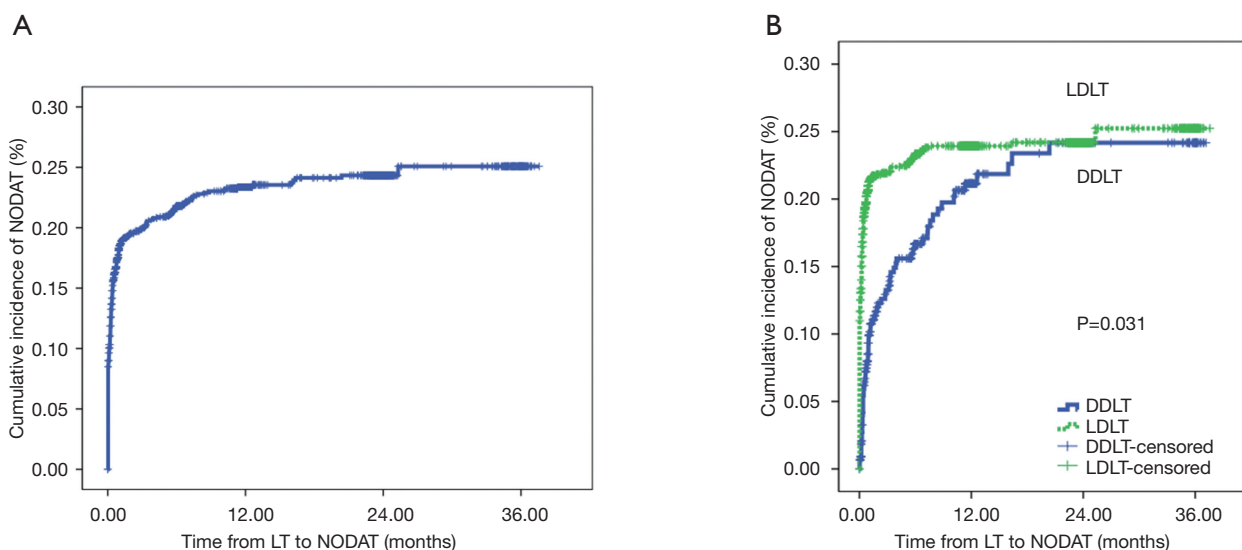 A
Cumulative incidence of NODAT (%)
0.30
0.25
0.20
0.15
0.10
0.05
0.00
0.00 12.00 24.00 36.00
Time from LT to NODAT (months)
B
Cumulative incidence of NODAT (%)
0.30
0.25
0.20
0.15
0.10
0.05
0.00
LDLT
DDLT
P=0.031
DDLT
LDLT
DDLT-censored
LDLT-censored
0.00 12.00 24.00 36.00
Time from LT to NODAT (months)